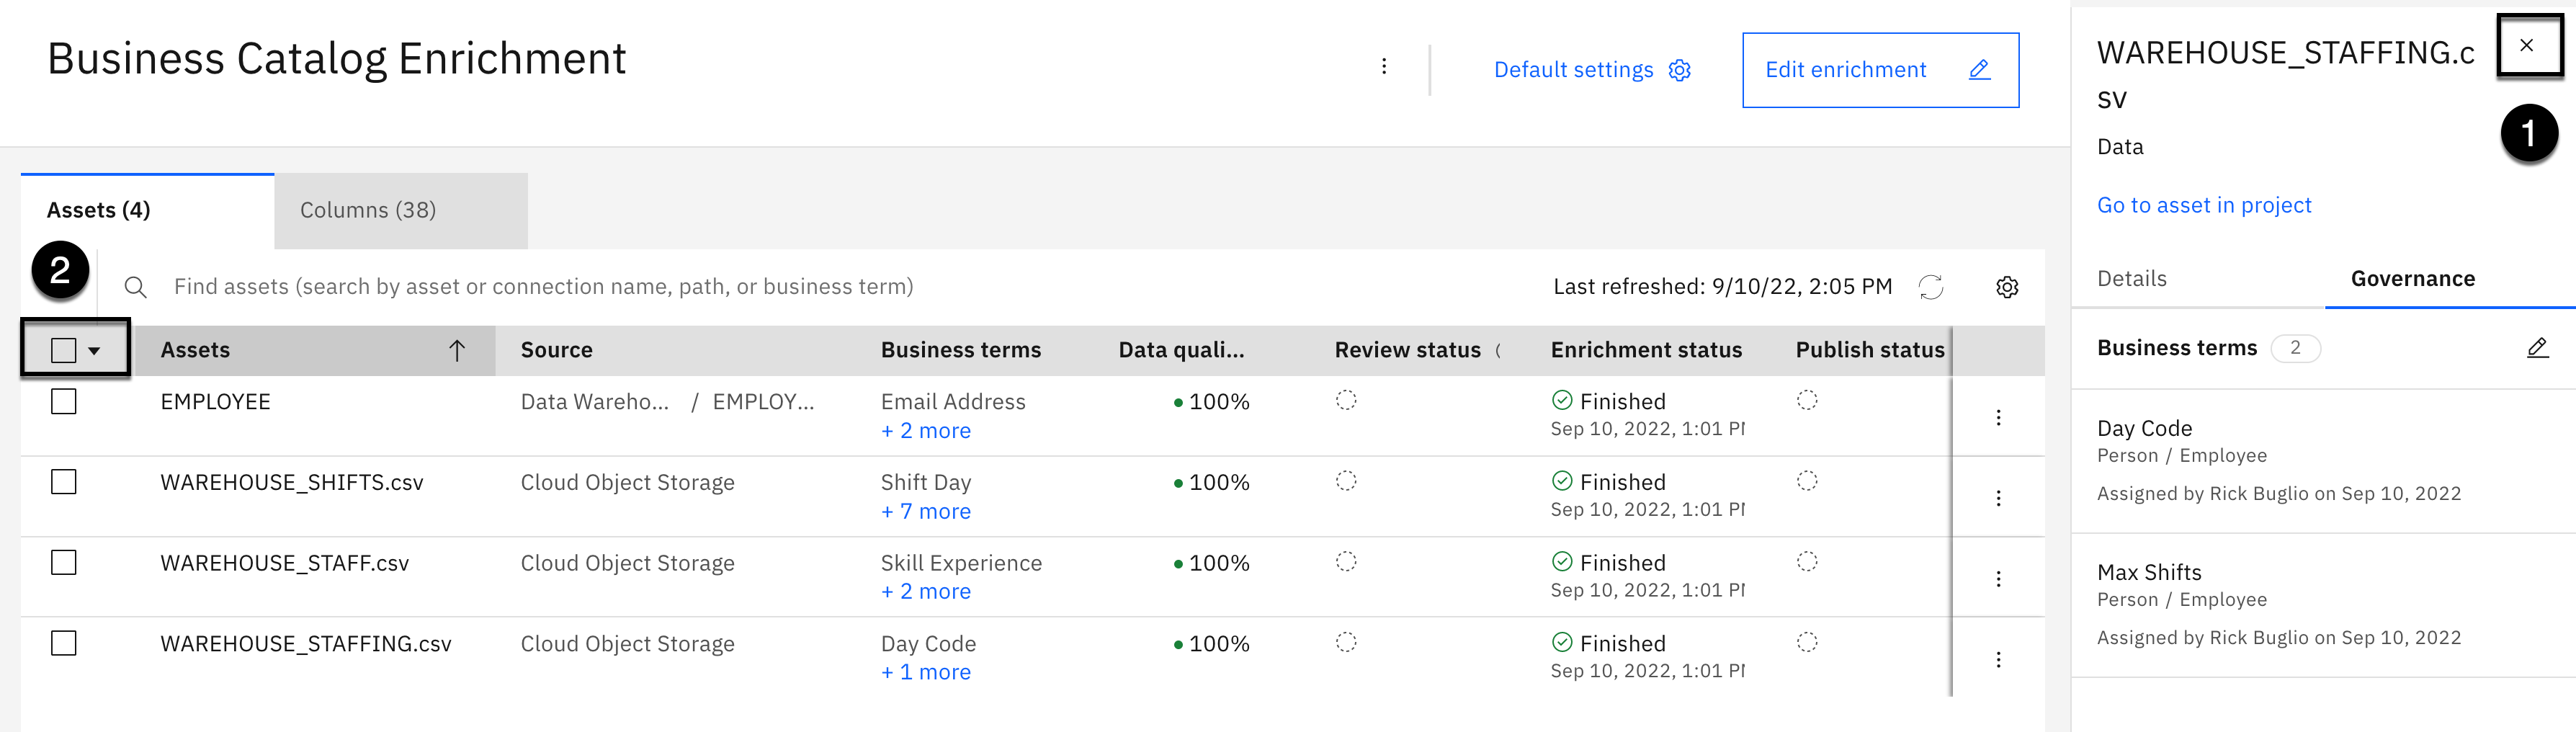 Business Catalog Enrichment
Default settings
Edit enrichment
Assets (4)
Columns (38)
2
Find assets (search by asset or connection name, path, or business term)
Last refreshed: 9/10/22, 2:05 PM
Assets Source Business terms Data quali... Review status Enrichment status Publish status
EMPLOYEE Data Wareho... / EMPLOY... Email Address 100% Finished
+ 2 more Sep 10, 2022, 1:01 
WAREHOUSE_SHIFTS.csv Cloud Object Storage Shift Day 100% Finished
+ 7 more Sep 10, 2022, 1:01 
WAREHOUSE_STAFF.csv Cloud Object Storage Skill Experience 100% Finished
+ 2 more Sep 10, 2022, 1:01 
WAREHOUSE_STAFFING.csv Cloud Object Storage Day Code 100% Finished
+ 1 more Sep 10, 2022, 1:01 
WAREHOUSE_STAFFING.c
sv
1
Data
Go to asset in project
Details
Governance
Business terms 2
Day Code
Person / Employee
Assigned by Rick Buglio on Sep 10, 2022
Max Shifts
Person / Employee
Assigned by Rick Buglio on Sep 10, 2022